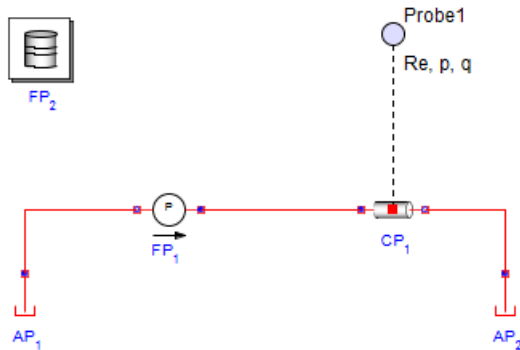 Probe1
Re, p, q
FP₂
P
FP₁
CP₁
AP₁
AP₂